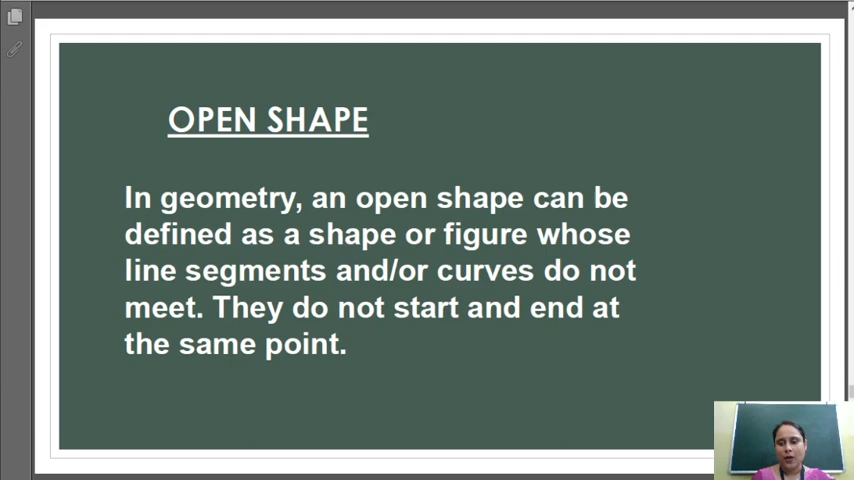 OPEN SHAPE
In geometry, an open shape can be
defined as a shape or figure whose
line segments and/or curves do not
meet. They do not start and end at
the same point.